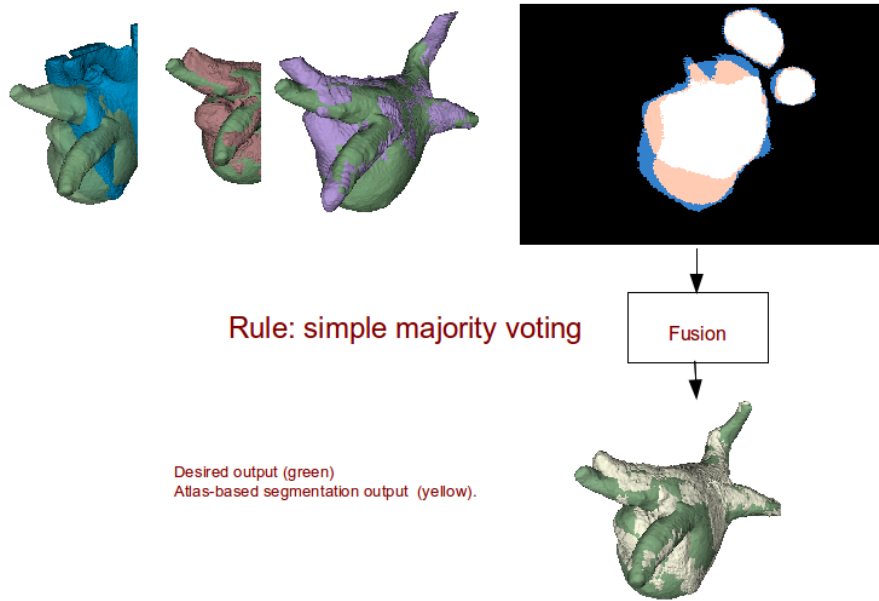 Rule: simple majority voting
Fusion
Desired output (green)
Atlas-based segmentation output (yellow).